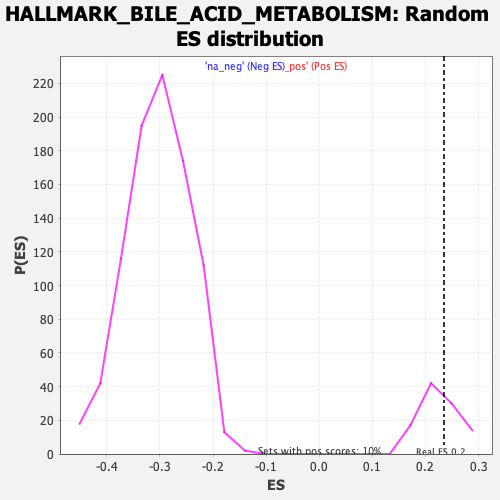 HALLMARK_BILE_ACID_METABOLISM: Random
ES distribution
'na_neg' (Neg ES)_pos' (Pos ES)
220
200
180
160
140
120
100
80
60
40
20
0
P(ES)
Sets with pos scores: 10%
Real ES 0.2
-0.4 -0.3 -0.2 -0.1 0.0 0.1 0.2 0.3
ES